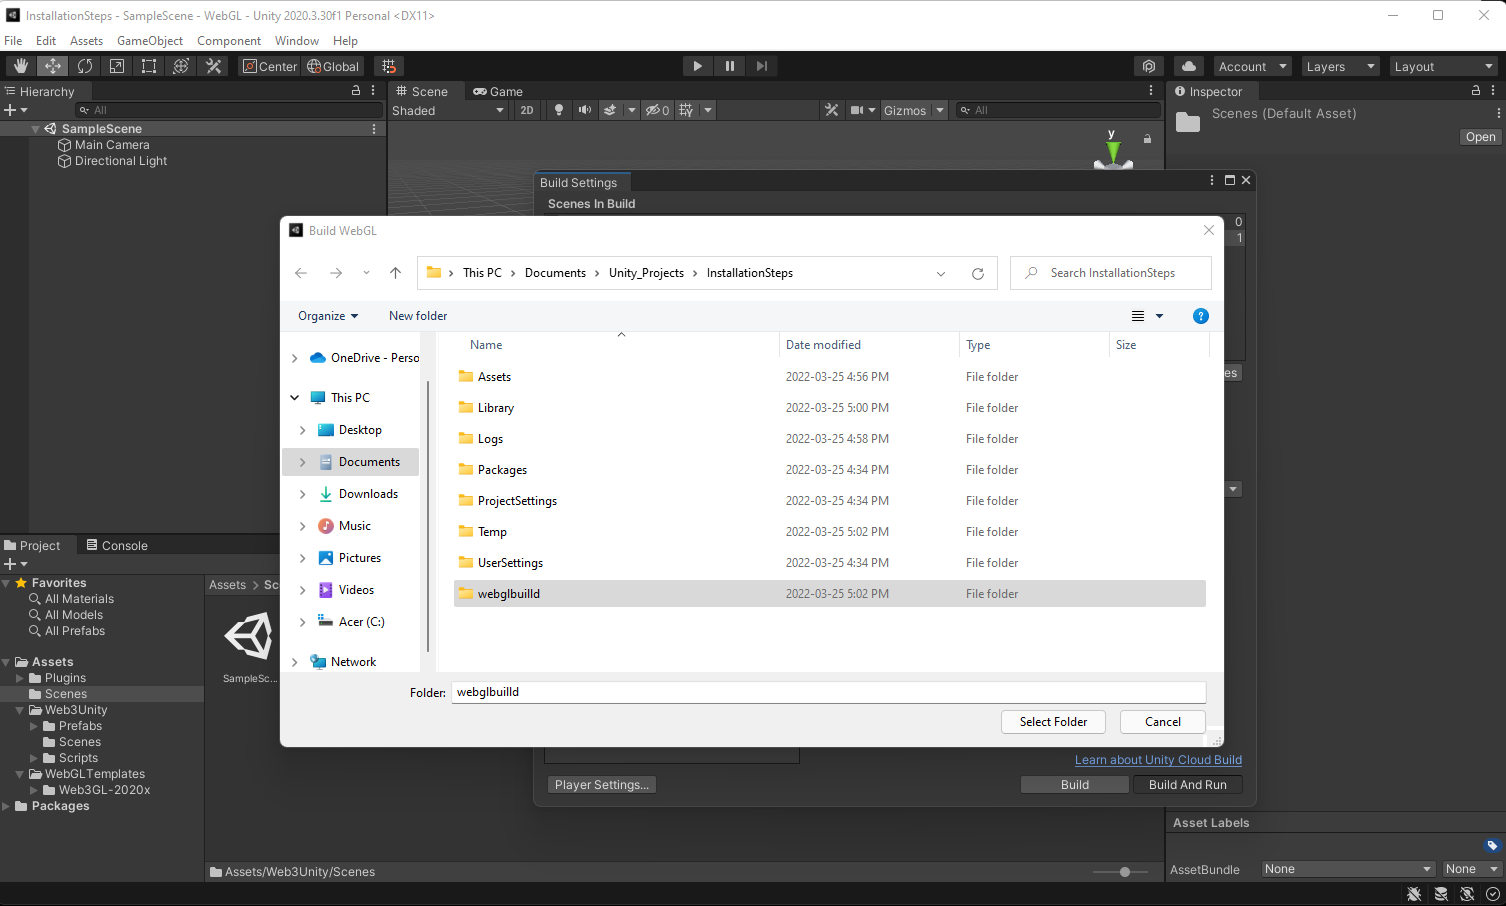 InstallationSteps - SampleScene - WebGL - Unity 2020.3.30f1 Personal <DX11>
File Edit Assets GameObject Component Window Help
Center Global Account Layers Layout
Hierarchy Scene Game Inspector
All Shaded 2D 0 Gizmos All Scenes (Default Asset)
SampleScene Open
Main Camera
Directional Light
y
Build Settings
Scenes In Build
0
1
Build WebGL
This PC > Documents > Unity_Projects > InstallationSteps Search InstallationSteps
Organize New folder
Name Date modified Type Size
OneDrive - Perso
This PC
Desktop
Documents
Downloads
Music
Pictures
Videos
Acer (C:)
Network
Assets 2022-03-25 4:56 PM File folder
Library 2022-03-25 5:00 PM File folder
Logs 2022-03-25 4:58 PM File folder
Packages 2022-03-25 4:34 PM File folder
ProjectSettings 2022-03-25 4:34 PM File folder
Temp 2022-03-25 5:02 PM File folder
UserSettings 2022-03-25 4:34 PM File folder
webglbuilld 2022-03-25 5:02 PM File folder
Folder: webglbuilld
Select Folder Cancel
es
Learn about Unity Cloud Build
Player Settings... Build Build And Run
Project Console
Favorites
All Materials
All Models
All Prefabs
Assets
Plugins
Scenes
Web3Unity
Prefabs
Scenes
Scripts
WebGLTemplates
Web3GL-2020x
Packages
Assets > Sc
SampleSc...
Assets/Web3Unity/Scenes
Asset Labels
AssetBundle None None